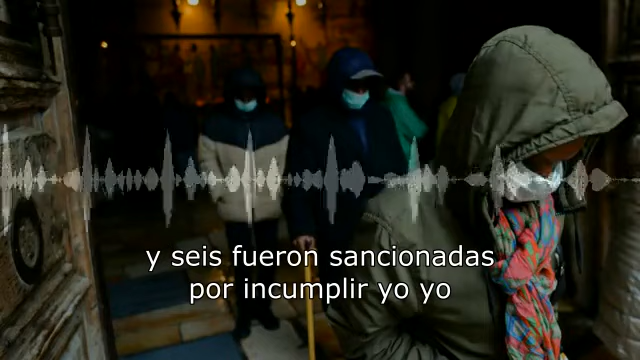 y seis fueron sancionadas
por incumplir yo yo